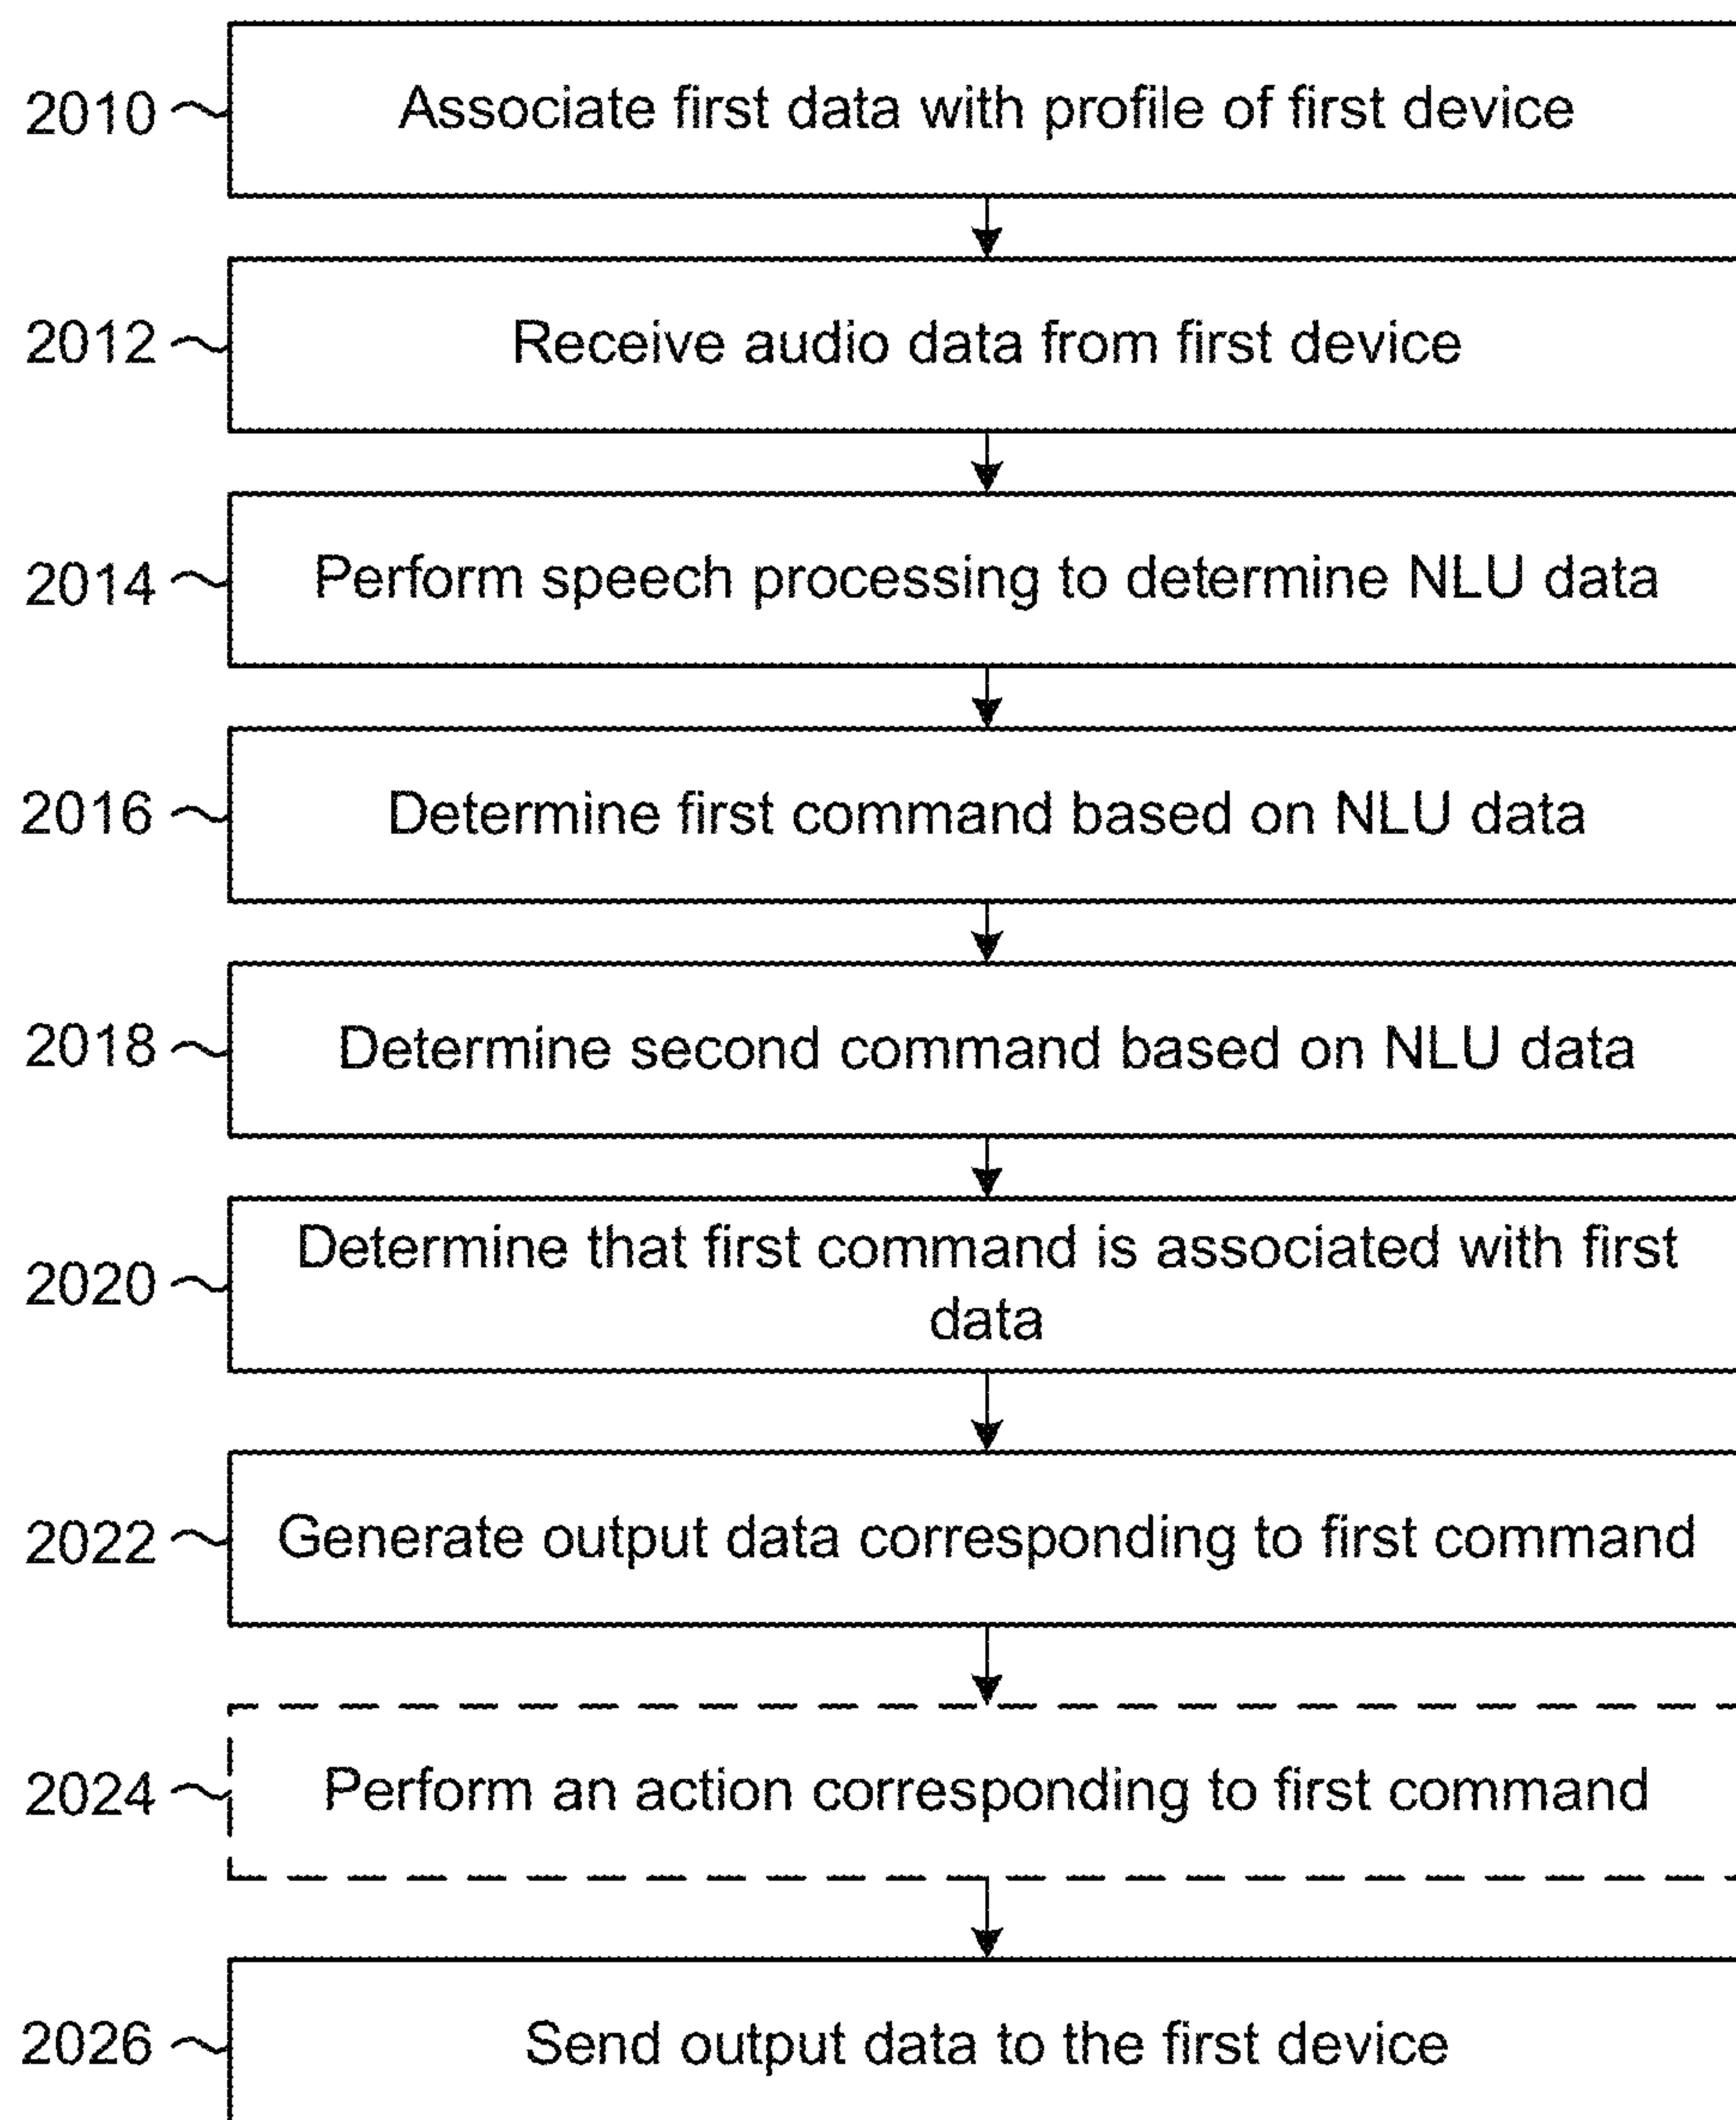 2010 Associate first data with profile of first device
2012 Receive audio data from first device
2014 Perform speech processing to determine NLU data
2016 Determine first command based on NLU data
2018 Determine second command based on NLU data
Determine that first command is associated with first
2020
data
2022 Generate output data corresponding to first command
2024 Perform an action corresponding to first command
2026 Send output data to the first device